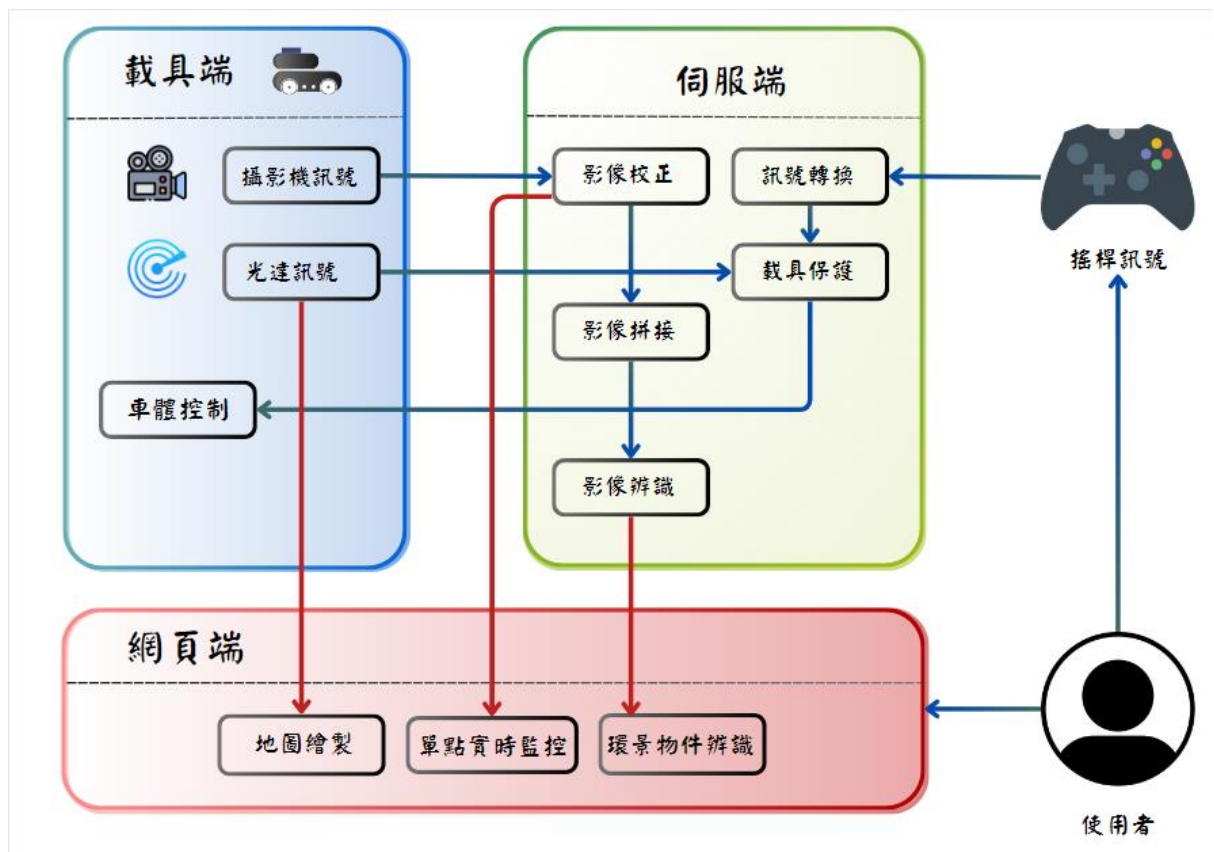 載具端
伺服端
攝影機訊號
影像校正
訊號轉換
光達訊號
載具保護
搖桿訊號
影像拼接
車體控制
影像辨識
網頁端
地圖繪製
單點實時監控
環景物件辨識
使用者